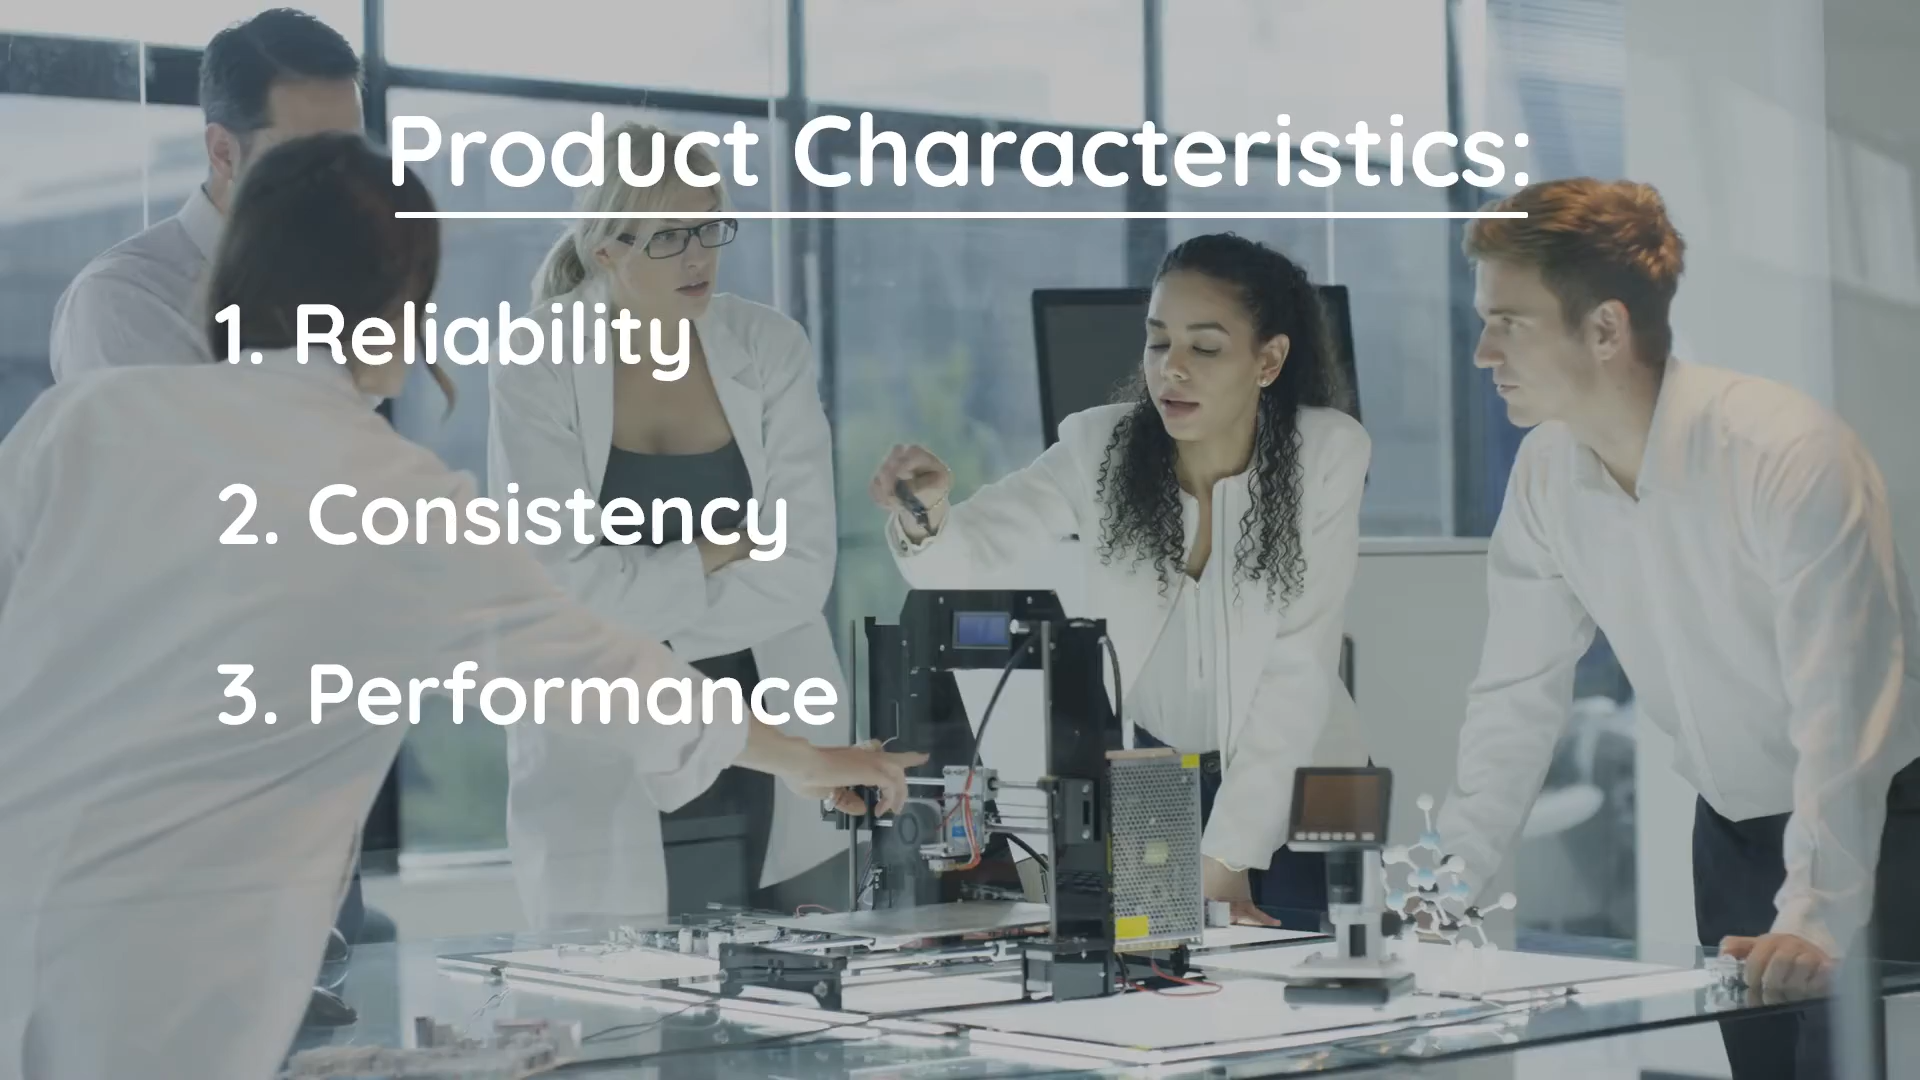 Product Characteristics:
1. Reliability
2. Consistency
3. Performance